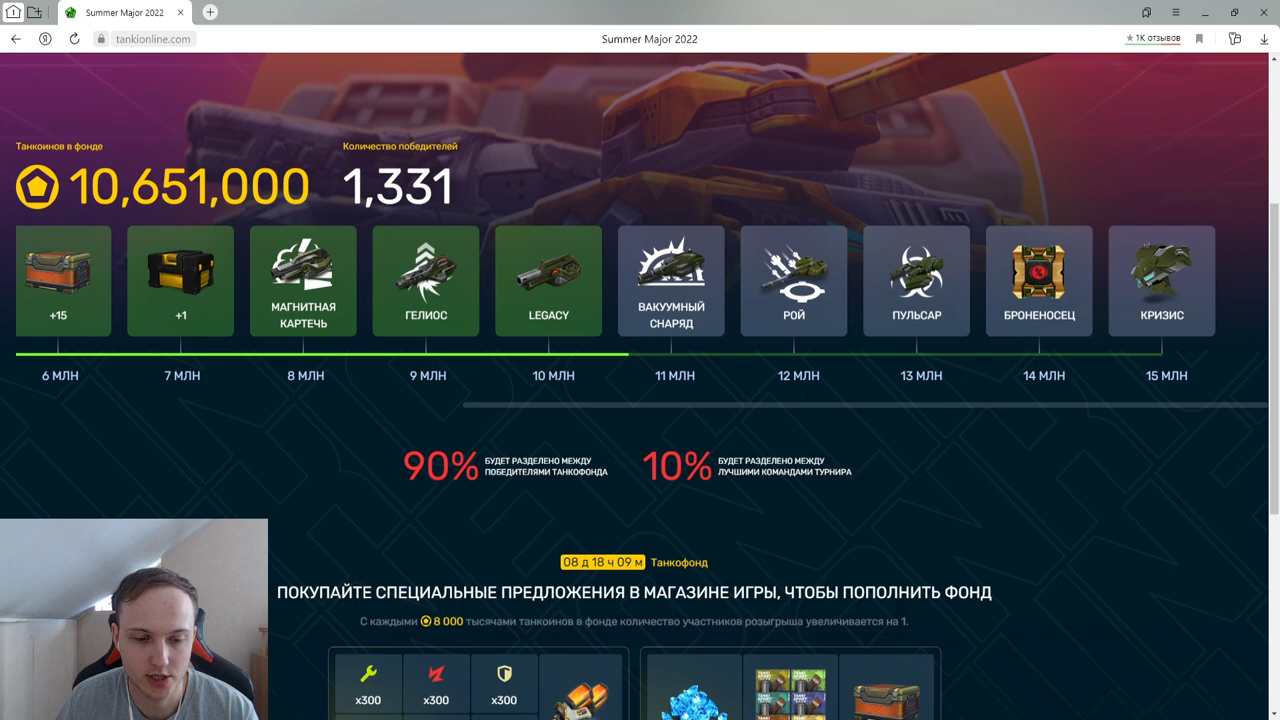 Summer Major 2022
tankionline.com
Summer Major 2022
1K отзывов
Танкоинов в фонде
Количество победителей
10,651,000
1,331
+15
+1
МАГНИТНАЯ
КАРТЕЧЬ
ГЕЛИОС
LEGACY
ВАКУУМНЫЙ
СНАРЯД
РОЙ
ПУЛЬСАР
БРОНЕНОСЕЦ
КРИЗИС
6 МЛН
7 МЛН
8 МЛН
9 МЛН
10 МЛН
11 МЛН
12 МЛН
13 МЛН
14 МЛН
15 МЛН
90%
БУДЕТ РАЗДЕЛЕНО МЕЖДУ
ПОБЕДИТЕЛЯМИ ТАНКОФОНДА
10%
БУДЕТ РАЗДЕЛЕНО МЕЖДУ
ЛУЧШИМИ КОМАНДАМИ ТУРНИРА
08 д 18 ч 09 м Танкофонд
ПОКУПАЙТЕ СПЕЦИАЛЬНЫЕ ПРЕДЛОЖЕНИЯ В МАГАЗИНЕ ИГРЫ, ЧТОБЫ ПОПОЛНИТЬ ФОНД
С каждыми 8 000 тысячами танкоинов в фонде количество участников розыгрыша увеличивается на 1.
x300
x300
x300